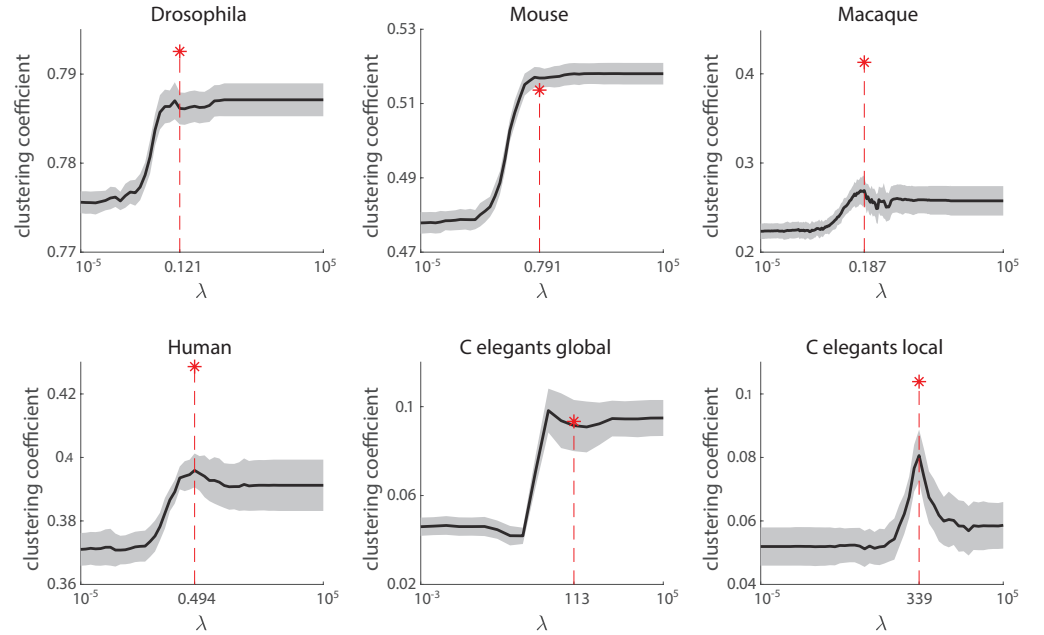 Drosophila
clustering coefficient
0.79
0.78
0.77
10^-5
0.121
10^5
λ
Mouse
clustering coefficient
0.53
0.51
0.49
0.47
10^-5
0.791
10^5
λ
Macaque
clustering coefficient
0.4
0.3
0.2
10^-5
0.187
10^5
λ
Human
clustering coefficient
0.42
0.4
0.38
0.36
10^-5
0.494
10^5
λ
C elegants global
clustering coefficient
0.1
0.06
0.02
10^-3
113
10^5
λ
C elegants local
clustering coefficient
0.1
0.08
0.06
0.04
10^-5
339
10^5
λ